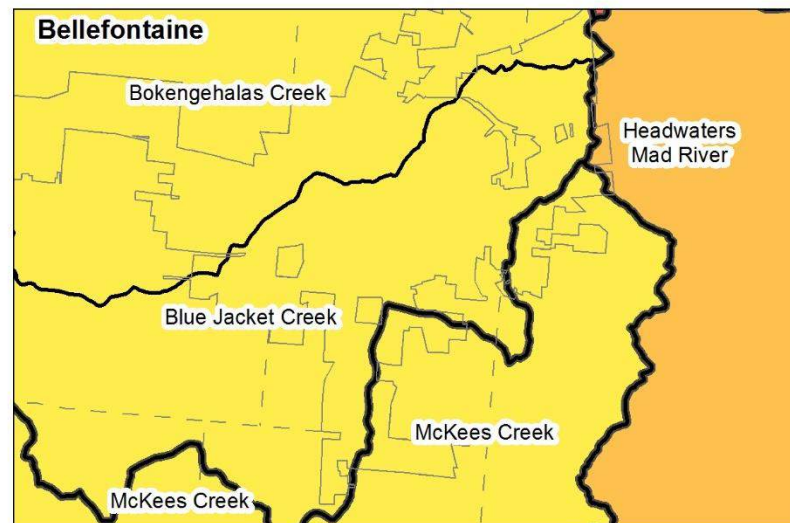 Bellefontaine
Bokengehalas Creek
Headwaters
Mad River
Blue Jacket Creek
McKees Creek
McKees Creek